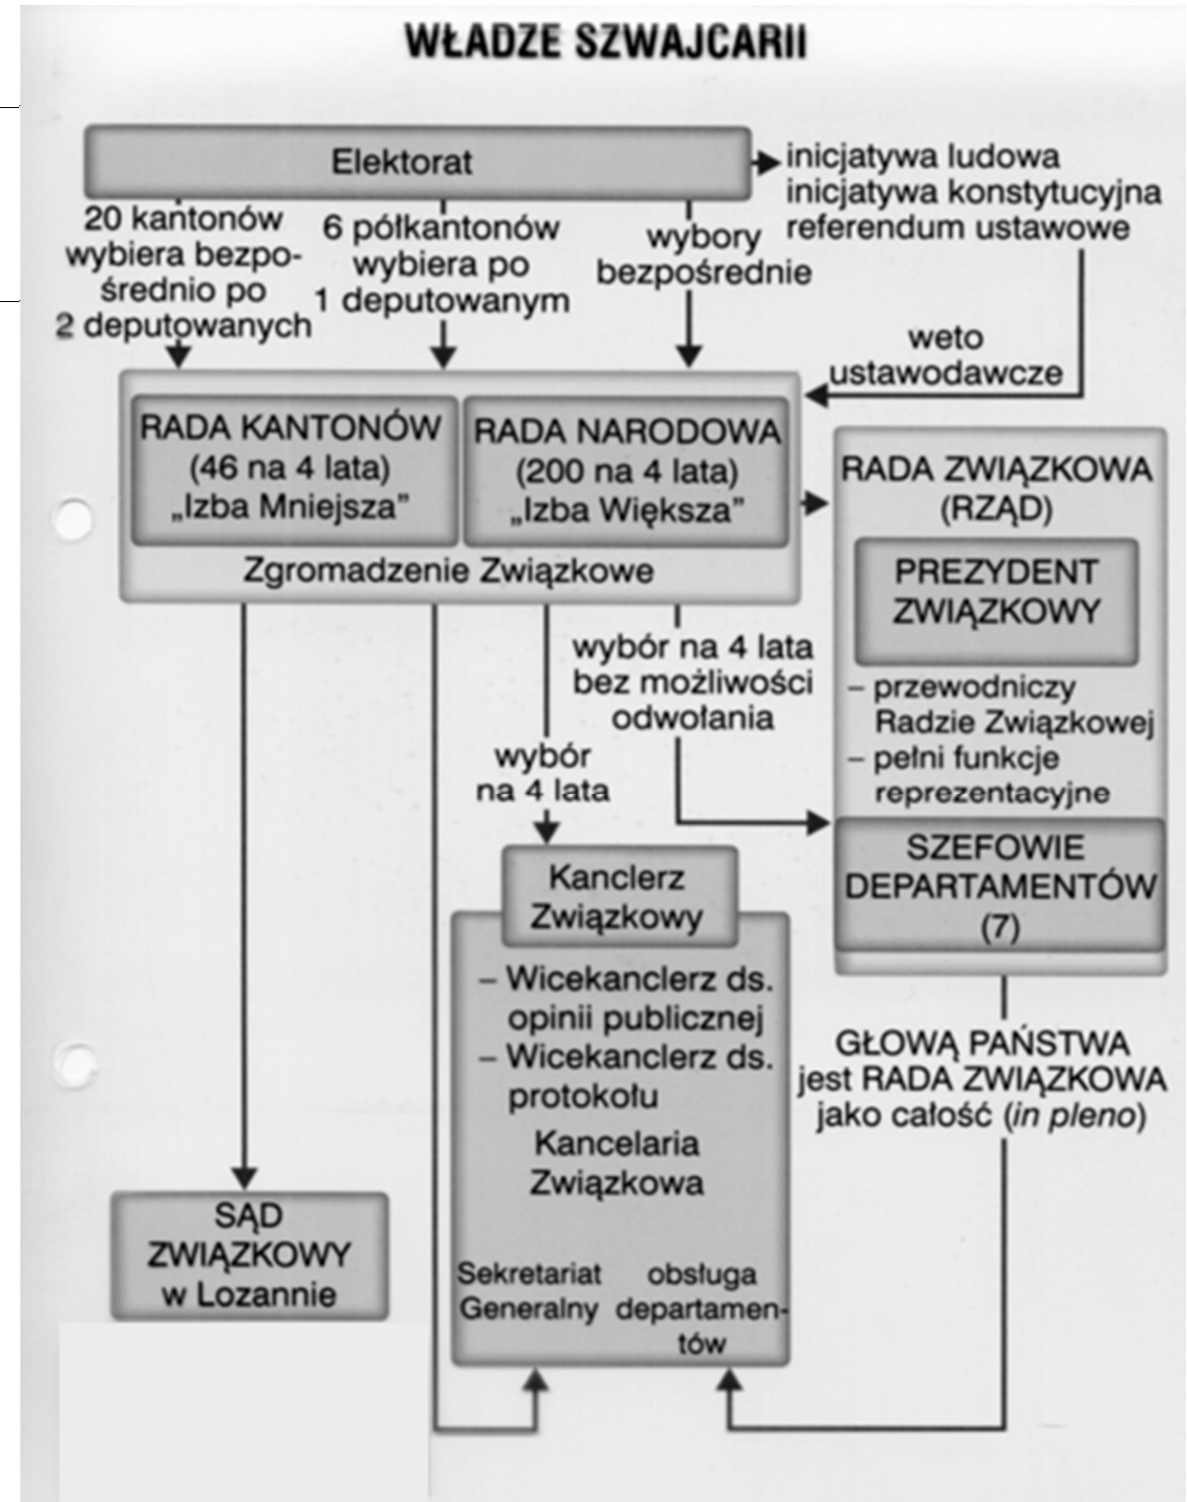 WŁADZE SZWAJCARII
Elektorat
inicjatywa ludowa
inicjatywa konstytucyjna
referendum ustawowe
20 kantonów
wybiera bezpo-
średnio po
2 deputowanych
6 półkantonów
wybiera po
1 deputowanym
wybory
bezpośrednie
weto
ustawodawcze
RADA KANTONÓW
(46 na 4 lata)
„Izba Mniejsza”
RADA NARODOWA
(200 na 4 lata)
„Izba Większa”
Zgromadzenie Związkowe
RADA ZWIĄZKOWA
(RZĄD)
PREZYDENT
ZWIĄZKOWY
– przewodniczy
Radzie Związkowej
– pełni funkcje
reprezentacyjne
SZEFOWIE
DEPARTAMENTÓW
(7)
wybór na 4 lata
bez możliwości
odwołania
wybór
na 4 lata
Kanclerz
Związkowy
– Wicekanclerz ds.
opinii publicznej
– Wicekanclerz ds.
protokołu
Kancelaria
Związkowa
Sekretariat
Generalny
obsługa
departamen-
tów
GŁOWĄ PAŃSTWA
jest RADA ZWIĄZKOWA
jako całość (in pleno)
SĄD
ZWIĄZKOWY
w Lozannie